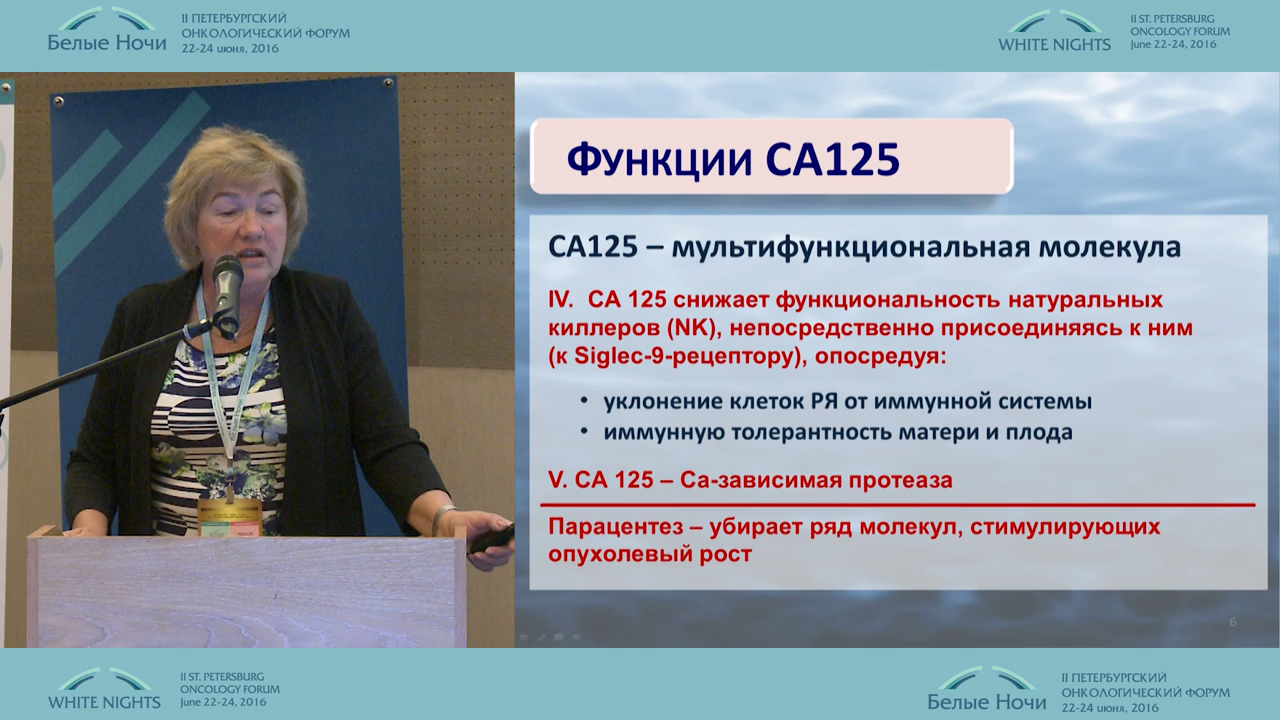 Белые Ночи
II ПЕТЕРБУРГСКИЙ
ОНКОЛОГИЧЕСКИЙ ФОРУМ
22-24 июня, 2016
WHITE NIGHTS
II ST. PETERSBURG
ONCOLOGY FORUM
June 22-24, 2016
Функции СА125
СА125 – мультифункциональная молекула
IV. СА 125 снижает функциональность натуральных
киллеров (NK), непосредственно присоединяясь к ним
(к Siglec-9-рецептору), опосредуя:
• уклонение клеток РЯ от иммунной системы
• иммунную толерантность матери и плода
V. СА 125 – Са-зависимая протеаза
Парацентез – убирает ряд молекул, стимулирующих
опухолевый рост
6
WHITE NIGHTS
II ST. PETERSBURG
ONCOLOGY FORUM
June 22-24, 2016
Белые Ночи
II ПЕТЕРБУРГСКИЙ
ОНКОЛОГИЧЕСКИЙ ФОРУМ
22-24 июня, 2016